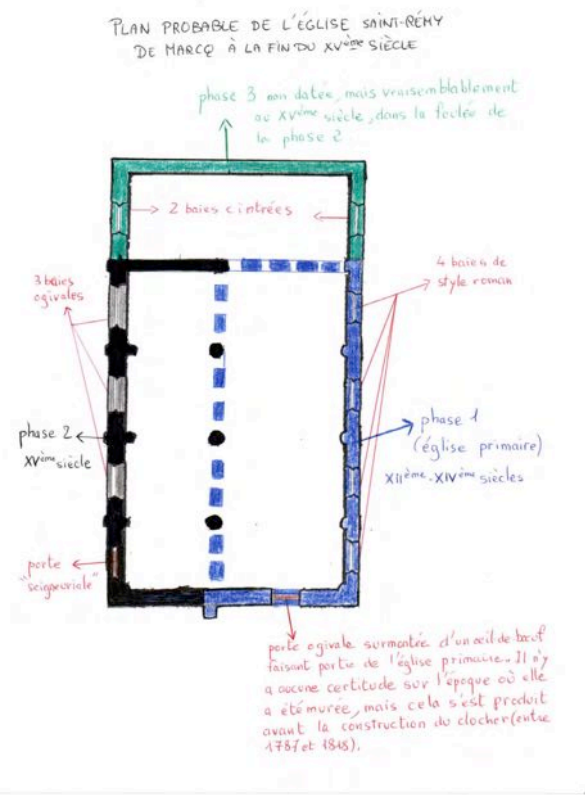 PLAN PROBABLE DE L'ÉGLISE SAINT-RÉMY
DE MARCQ À LA FIN DU XVème SIÈCLE
phase 3 non datée, mais vraisemblablement
au XVème siècle, dans la foulée de
la phase 2
2 baies cintrées
3 baies
ogivales
4 baies de
style roman
phase 2
XVème siècle
phase 1
(église primaire)
XIIème-XIVème siècles
porte
"seigneuriale"
porte ogivale surmontée d'un œil de bœuf
faisant partie de l'église primaire. Il n'y
a aucune certitude sur l'époque où elle
a été murée, mais cela s'est produit
avant la construction du clocher (entre
1787 et 1818).